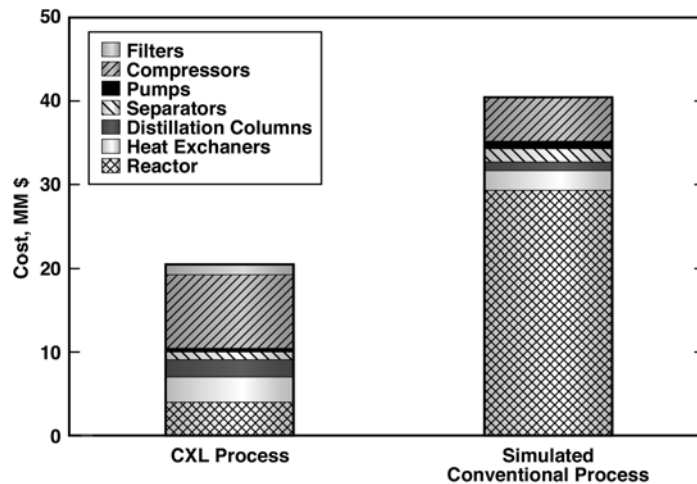 50
40
30
20
10
0
Cost, MM $
Filters
Compressors
Pumps
Separators
Distillation Columns
Heat Exchaners
Reactor
CXL Process
Simulated
Conventional Process